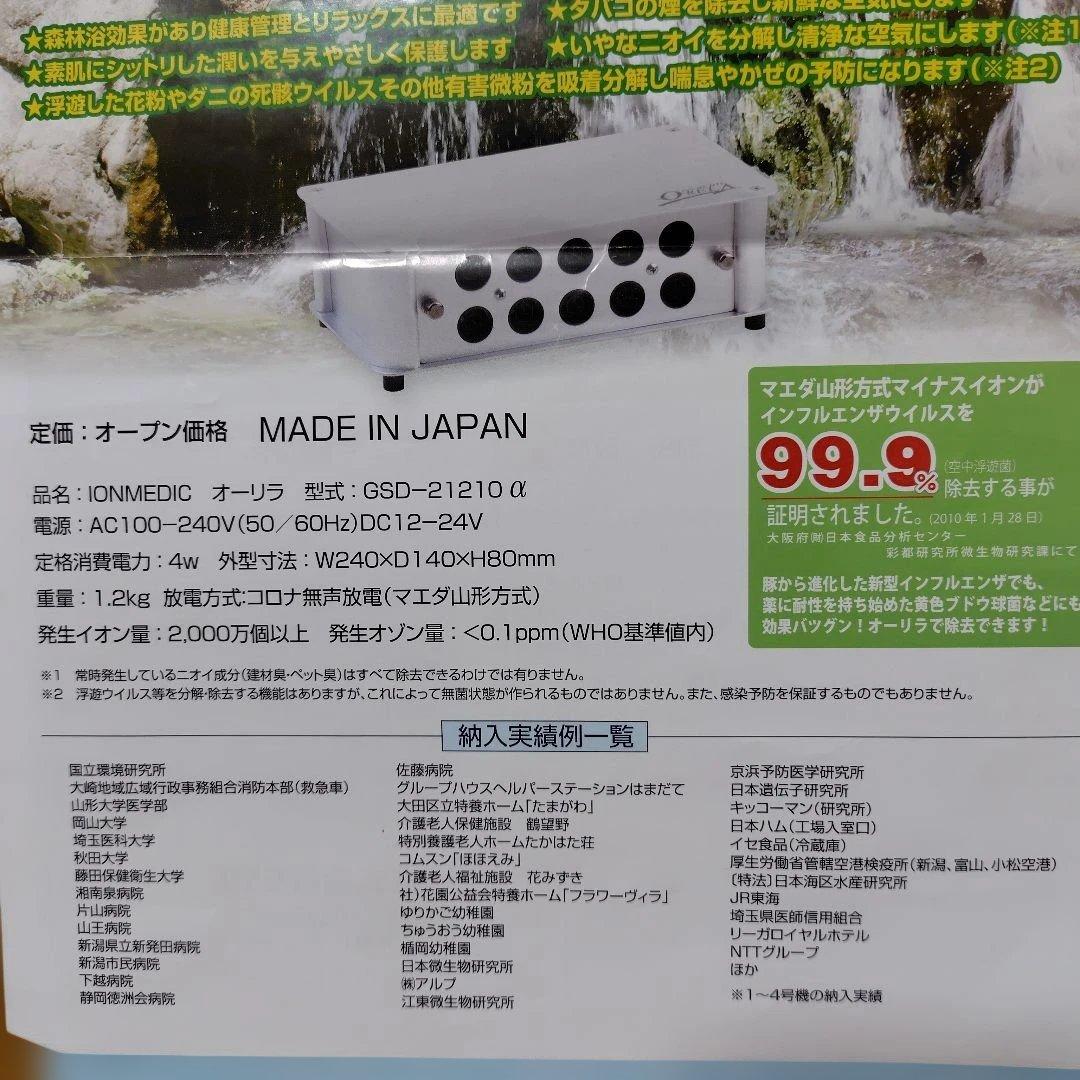 ★森林浴効果があり健康管理とリラックスに最適です
★タバコの煙を除去し新鮮な空気にします
★素肌にシットリした潤いを与えやさしく保護します
★いやなニオイを分解し清浄な空気にします(※注1
★浮遊した花粉やダニの死骸ウイルスその他有害微粉を吸着分解し喘息やかぜの予防になります(※注2)
マエダ山形方式マイナスイオンが
インフルエンザウイルスを
99.9% (空中浮遊菌) 除去する事が
証明されました。(2010年1月28日)
大阪府㈶日本食品分析センター
彩都研究所微生物研究課にて
豚から進化した新型インフルエンザでも、
薬に耐性を持ち始めた黄色ブドウ球菌などにも
効果バツグン!オーリラで除去できます!
定価:オープン価格 MADE IN JAPAN
品名:IONMEDIC オーリラ 型式:GSD-21210α
電源:AC100-240V(50/60Hz)DC12-24V
定格消費電力:4w 外型寸法:W240×D140×H80mm
重量:1.2kg 放電方式:コロナ無声放電(マエダ山形方式)
発生イオン量:2,000万個以上 発生オゾン量:<0.1ppm(WHO基準値内)
※1 常時発生しているニオイ成分(建材臭・ペット臭)はすべて除去できるわけでは有りません。
※2 浮遊ウイルス等を分解・除去する機能はありますが、これによって無菌状態が作られるものではありません。また、感染予防を保証するものでもありません。
納入実績例一覧
国立環境研究所
大崎地域広域行政事務組合消防本部(救急車)
山形大学医学部
岡山大学
埼玉医科大学
秋田大学
藤田保健衛生大学
湘南泉病院
片山病院
山王病院
新潟県立新発田病院
新潟市民病院
下越病院
静岡徳洲会病院
佐藤病院
グループハウスヘルパーステーションはまだて
大田区立特養ホーム「たまがわ」
介護老人保健施設 鶴望野
特別養護老人ホームたかはた荘
コムスン「ほほえみ」
介護老人福祉施設 花みずき
社)花園公益会特養ホーム「フラワーヴィラ」
ゆりかご幼稚園
ちゅうおう幼稚園
楯岡幼稚園
日本微生物研究所
㈱アルプ
江東微生物研究所
京浜予防医学研究所
日本遺伝子研究所
キッコーマン(研究所)
日本ハム(工場入室口)
イセ食品(冷蔵庫)
厚生労働省管轄空港検疫所(新潟、富山、小松空港)
〔特法〕日本海区水産研究所
JR東海
埼玉県医師信用組合
リーガロイヤルホテル
NTTグループ
ほか
※1〜4号機の納入実績